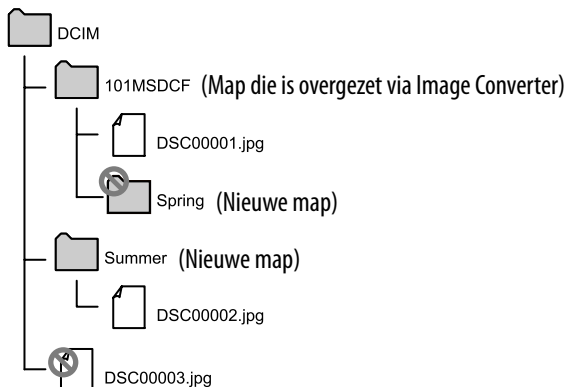 DCIM
101MSDCF (Map die is overgezet via Image Converter)
DSC00001.jpg
Spring (Nieuwe map)
Summer (Nieuwe map)
DSC00002.jpg
DSC00003.jpg